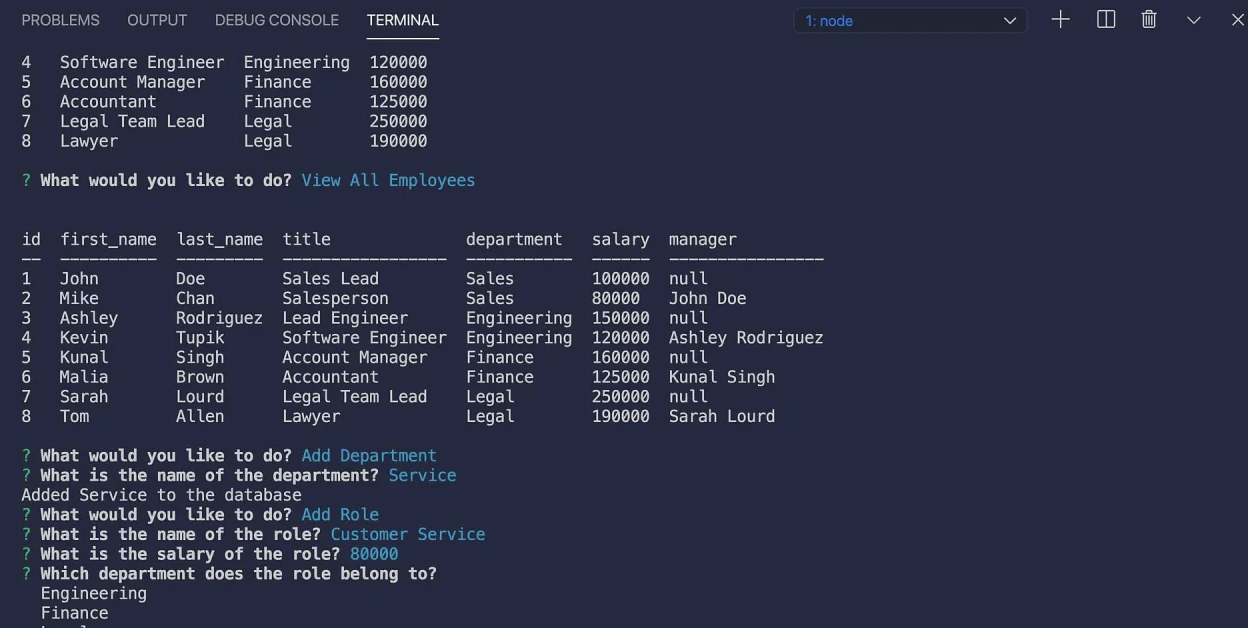 PROBLEMS OUTPUT DEBUG CONSOLE TERMINAL 1: node
4 Software Engineer Engineering 120000
5 Account Manager Finance 160000
6 Accountant Finance 125000
7 Legal Team Lead Legal 250000
8 Lawyer Legal 190000
? What would you like to do? View All Employees
id first_name last_name title department salary manager
1 John Doe Sales Lead Sales 100000 null
2 Mike Chan Salesperson Sales 80000 John Doe
3 Ashley Rodriguez Lead Engineer Engineering 150000 null
4 Kevin Tupik Software Engineer Engineering 120000 Ashley Rodriguez
5 Kunal Singh Account Manager Finance 160000 null
6 Malia Brown Accountant Finance 125000 Kunal Singh
7 Sarah Lourd Legal Team Lead Legal 250000 null
8 Tom Allen Lawyer Legal 190000 Sarah Lourd
? What would you like to do? Add Department
? What is the name of the department? Service
Added Service to the database
? What would you like to do? Add Role
? What is the name of the role? Customer Service
? What is the salary of the role? 80000
? Which department does the role belong to?
Engineering
Finance